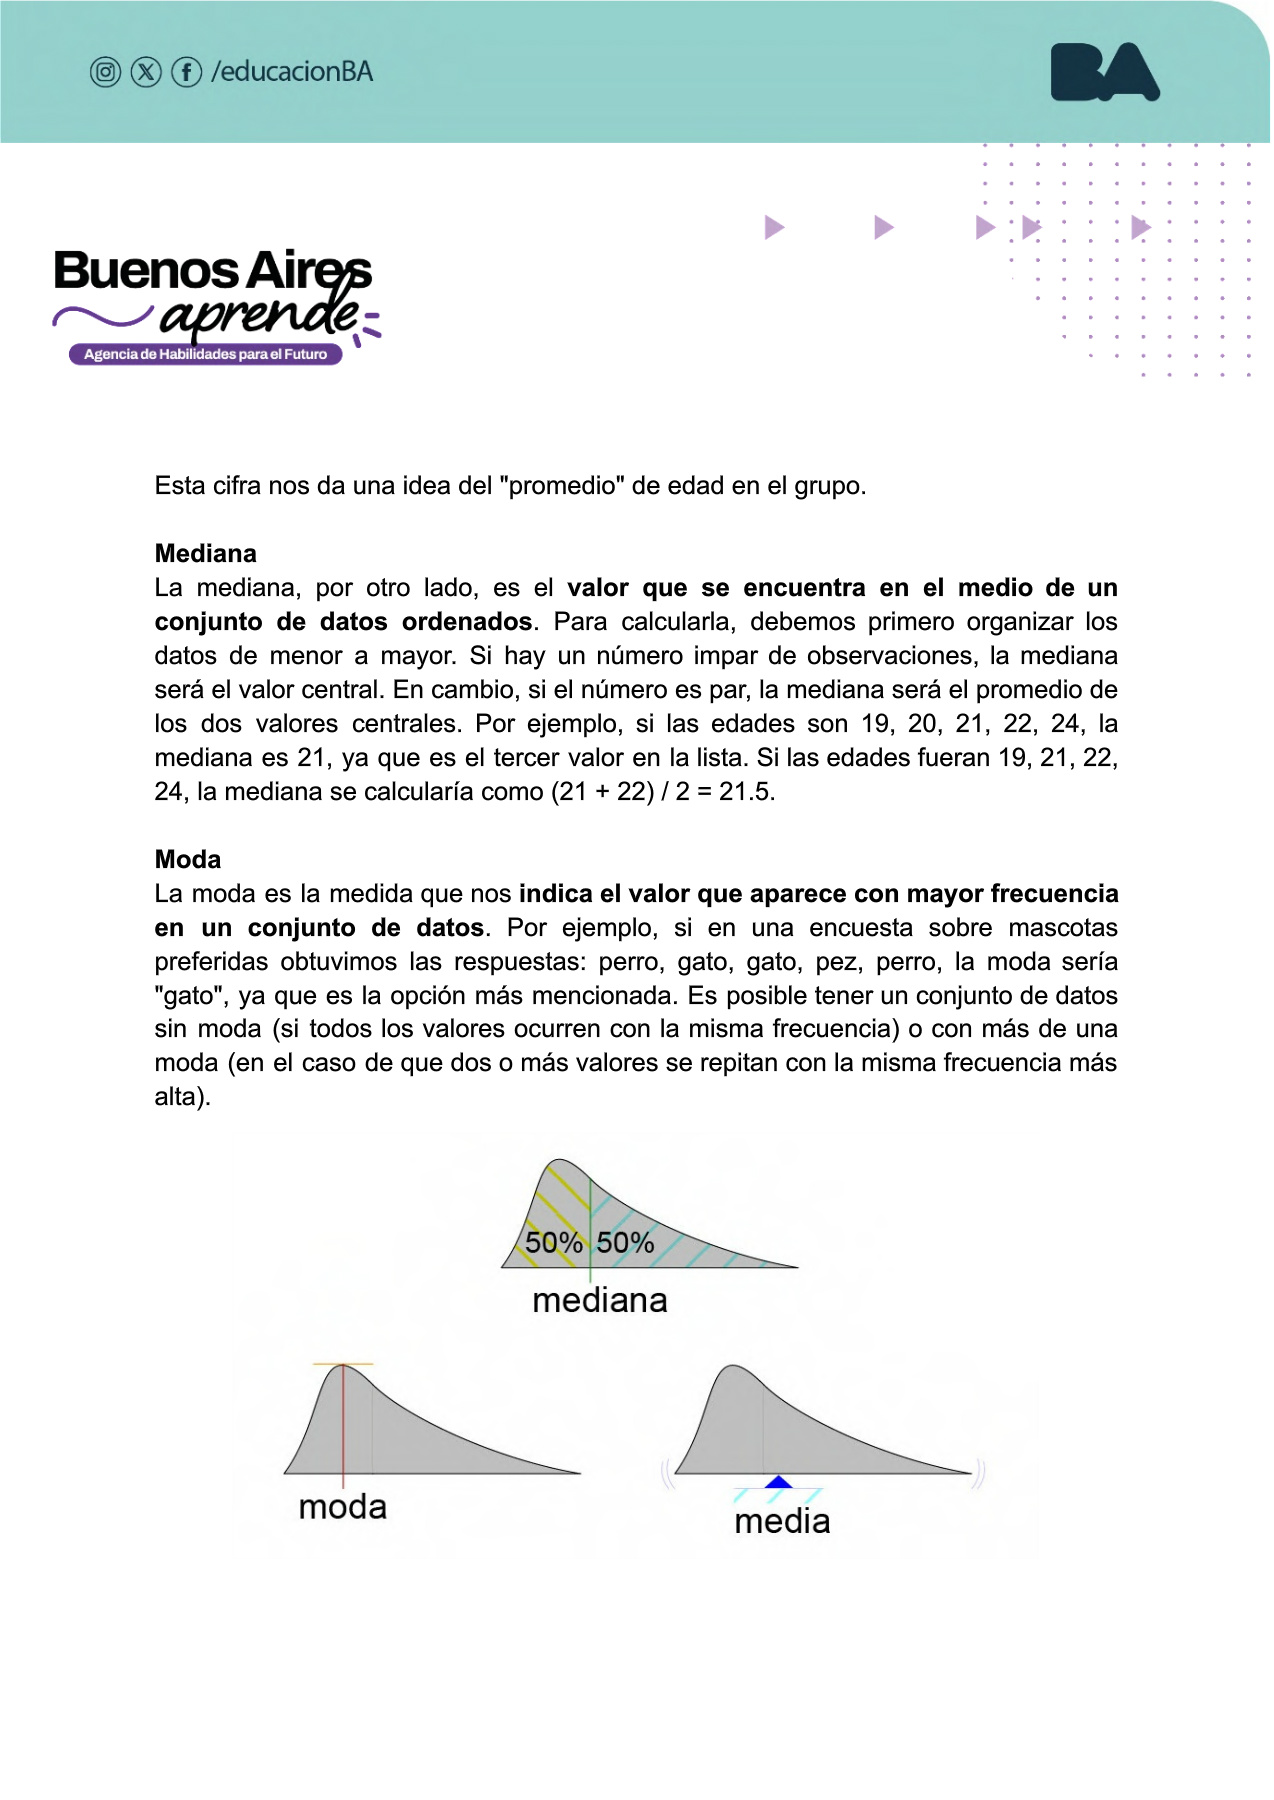 /educacionBA
BA
Buenos Aires
aprende
Agencia de Habilidades para el Futuro
Esta cifra nos da una idea del "promedio" de edad en el grupo.
Mediana
La mediana, por otro lado, es el valor que se encuentra en el medio de un
conjunto de datos ordenados. Para calcularla, debemos primero organizar los
datos de menor a mayor. Si hay un número impar de observaciones, la mediana
será el valor central. En cambio, si el número es par, la mediana será el promedio de
los dos valores centrales. Por ejemplo, si las edades son 19, 20, 21, 22, 24, la
mediana es 21, ya que es el tercer valor en la lista. Si las edades fueran 19, 21, 22,
24, la mediana se calcularía como (21 + 22) / 2 = 21.5.
Moda
La moda es la medida que nos indica el valor que aparece con mayor frecuencia
en un conjunto de datos. Por ejemplo, si en una encuesta sobre mascotas
preferidas obtuvimos las respuestas: perro, gato, gato, pez, perro, la moda sería
"gato", ya que es la opción más mencionada. Es posible tener un conjunto de datos
sin moda (si todos los valores ocurren con la misma frecuencia) o con más de una
moda (en el caso de que dos o más valores se repitan con la misma frecuencia más
alta).
50% 50%
mediana
moda
media